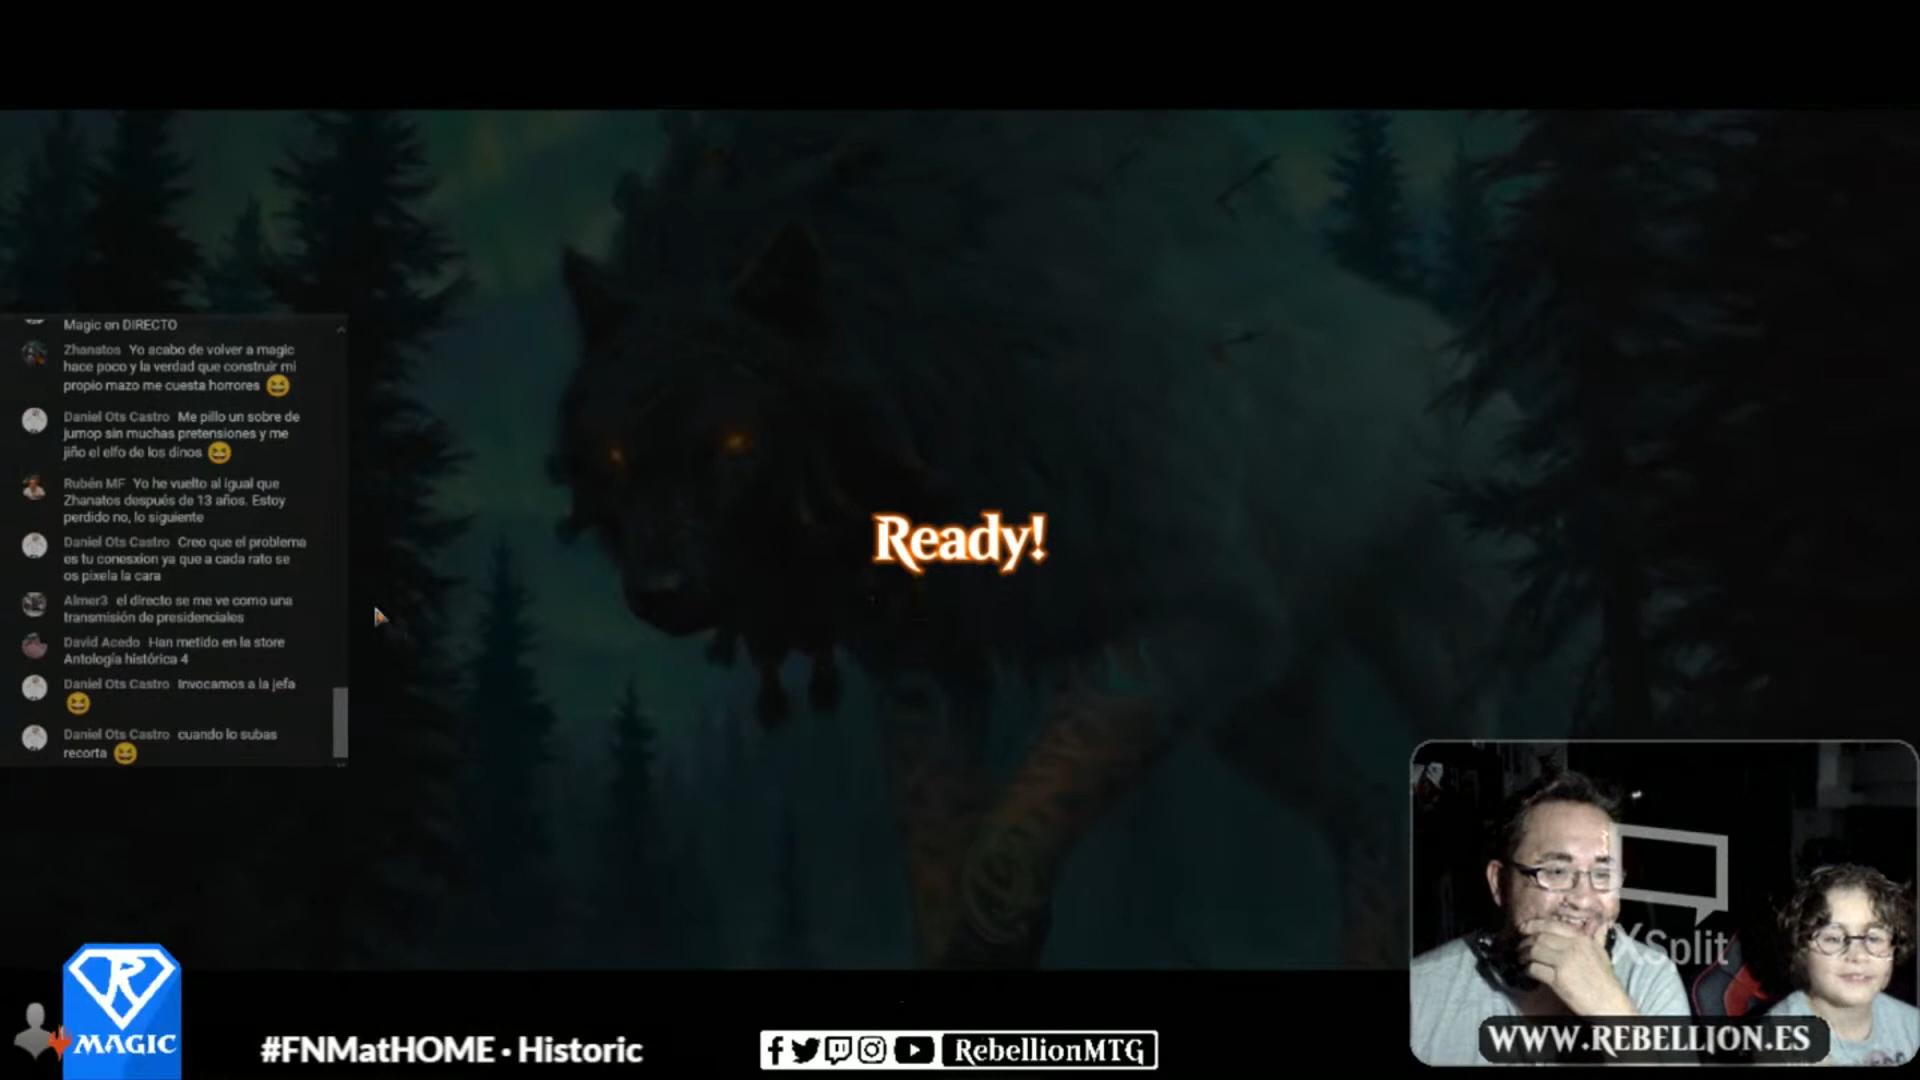 Magic en DIRECTO
Zhanatos Yo acabo de volver a magic
hace poco y la verdad que construir mi
propio mazo me cuesta horrores
Daniel Ots Castro Me pillo un sobre de
jumop sin muchas pretensiones y me
jiño el elfo de los dinos
Rubén MF Yo he vuelto al igual que
Zhanatos después de 13 años. Estoy
perdido no, lo siguiente
Daniel Ots Castro Creo que el problema
es tu conesxion ya que a cada rato se
os pixela la cara
Almer3 el directo se me ve como una
transmisión de presidenciales
David Acedo Han metido en la store
Antología histórica 4
Daniel Ots Castro Invocamos a la jefa
Daniel Ots Castro cuando lo subas
recorta
Ready!
XSplit
WWW.REBELLION.ES
R
MAGIC
#FNMatHOME · Historic
RebellionMTG